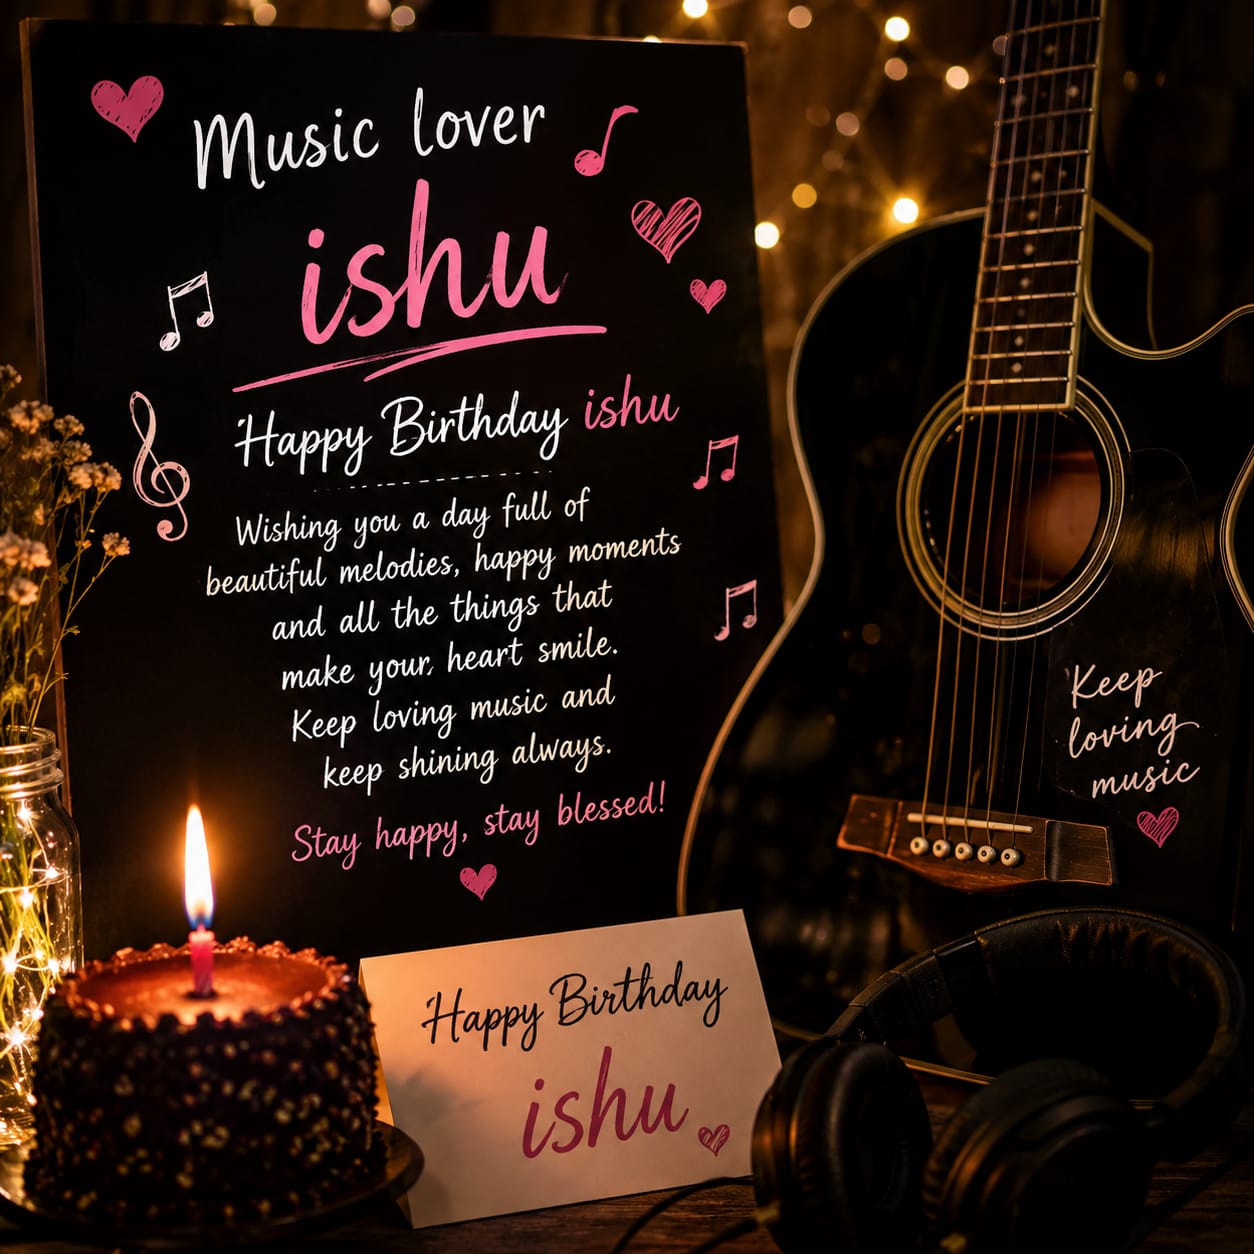 Music lover
ishu
Happy Birthday ishu
Wishing you a day full of
beautiful melodies, happy moments
and all the things that
make your, heart smile.
Keep loving music and
keep shining always.
Stay happy, stay blessed!
Keep
loving
music
Happy Birthday
ishu